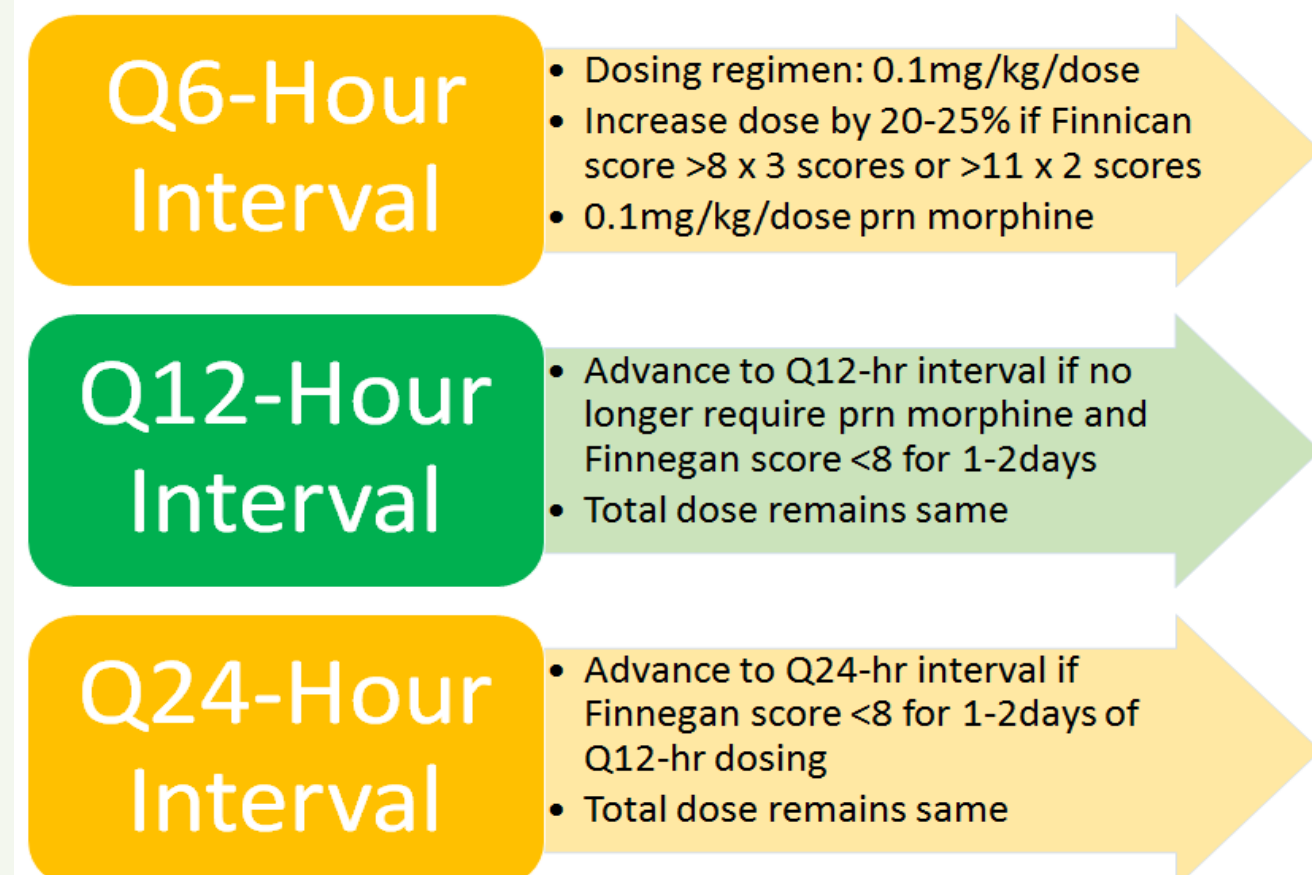 Q6-Hour
Interval
• Dosing regimen: 0.1mg/kg/dose
• Increase dose by 20-25% if Finnican
score >8 x 3 scores or >11 x 2 scores
• 0.1mg/kg/dose prn morphine
Q12-Hour
Interval
• Advance to Q12-hr interval if no
longer require prn morphine and
Finnegan score <8 for 1-2days
• Total dose remains same
Q24-Hour
Interval
• Advance to Q24-hr interval if
Finnegan score <8 for 1-2days of
Q12-hr dosing
• Total dose remains same